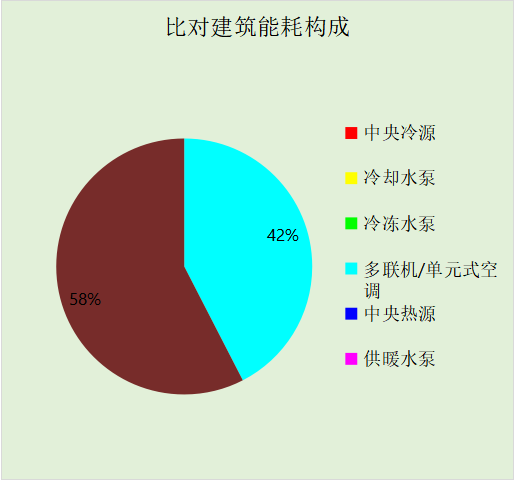 比对建筑能耗构成
中央冷源
冷却水泵
42%
冷冻水泵
多联机/单元式空
调
58%
中央热源
供暖水泵